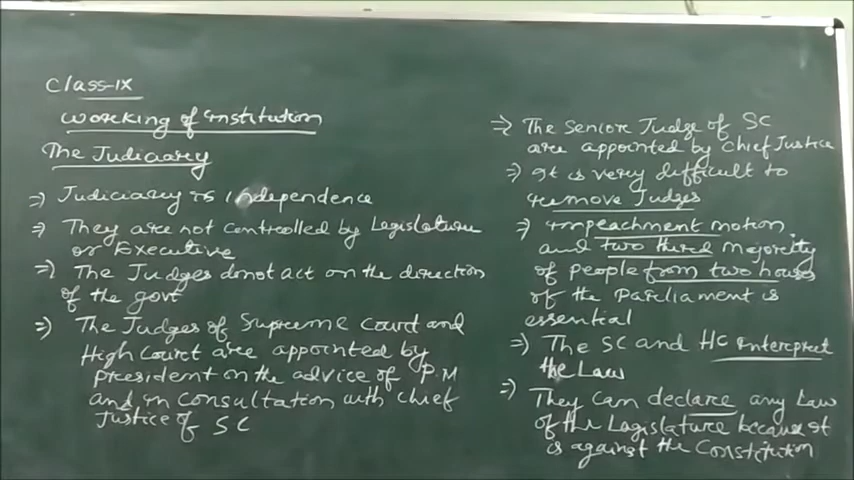 Class-IX
Working of Institution
The Judiciary
⇒ Judiciary is independence
⇒ They are not controlled by Legislature
or Executive
⇒ The Judges donot act on the direction
of the govt
⇒ The Judges of Supreme Court and
High Court are appointed by
president on the advice of P.M
and in consultation with chief
Justice of SC
⇒ The Senior Judge of SC
are appointed by Chief Justice
⇒ It is very difficult to
remove Judges
⇒ Impeachment motion
and two third majority
of people from two houses
of the Parliament is
essential
⇒ The SC and HC Interpret
the Law
⇒ They can declare any Law
of the Legislature because it
is against the Constitution